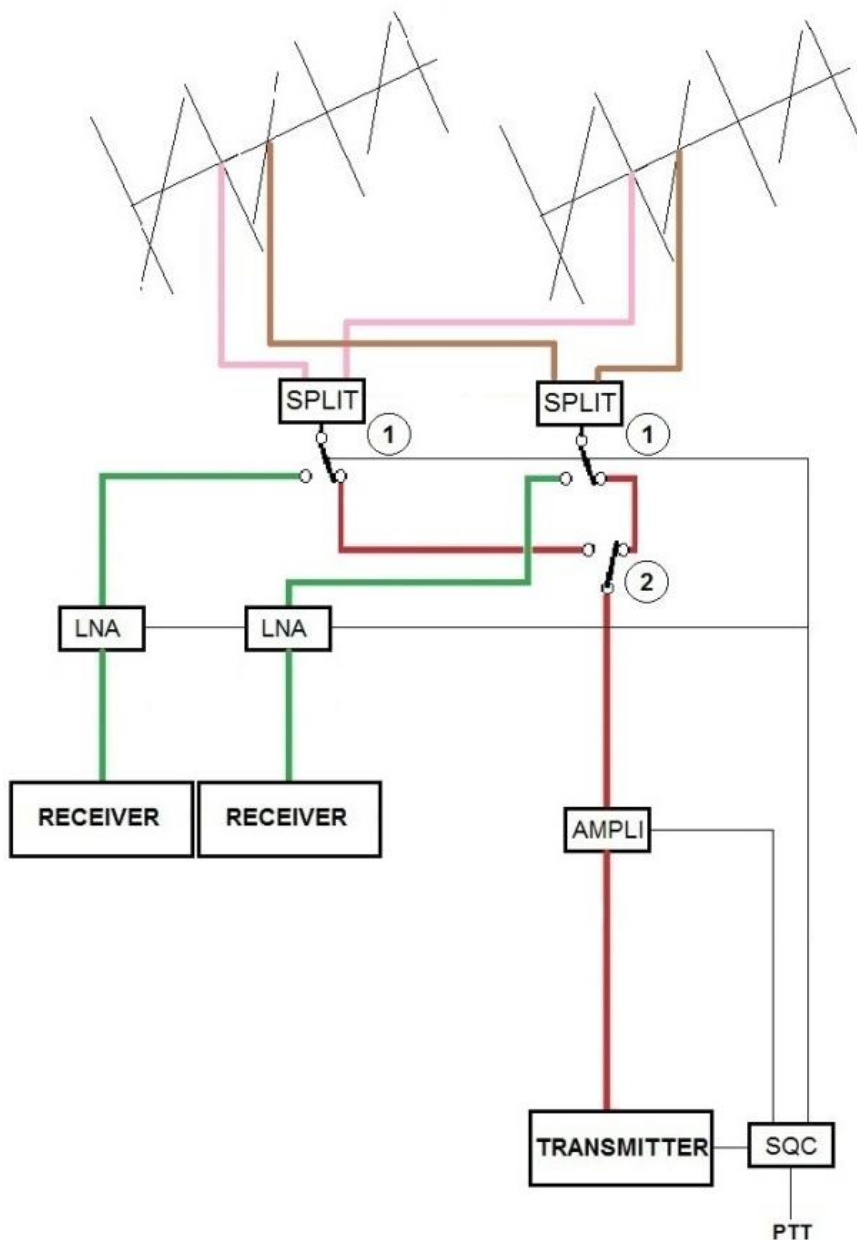 SPLIT
SPLIT
1
1
2
LNA
LNA
RECEIVER
RECEIVER
AMPLI
TRANSMITTER
SQC
PTT